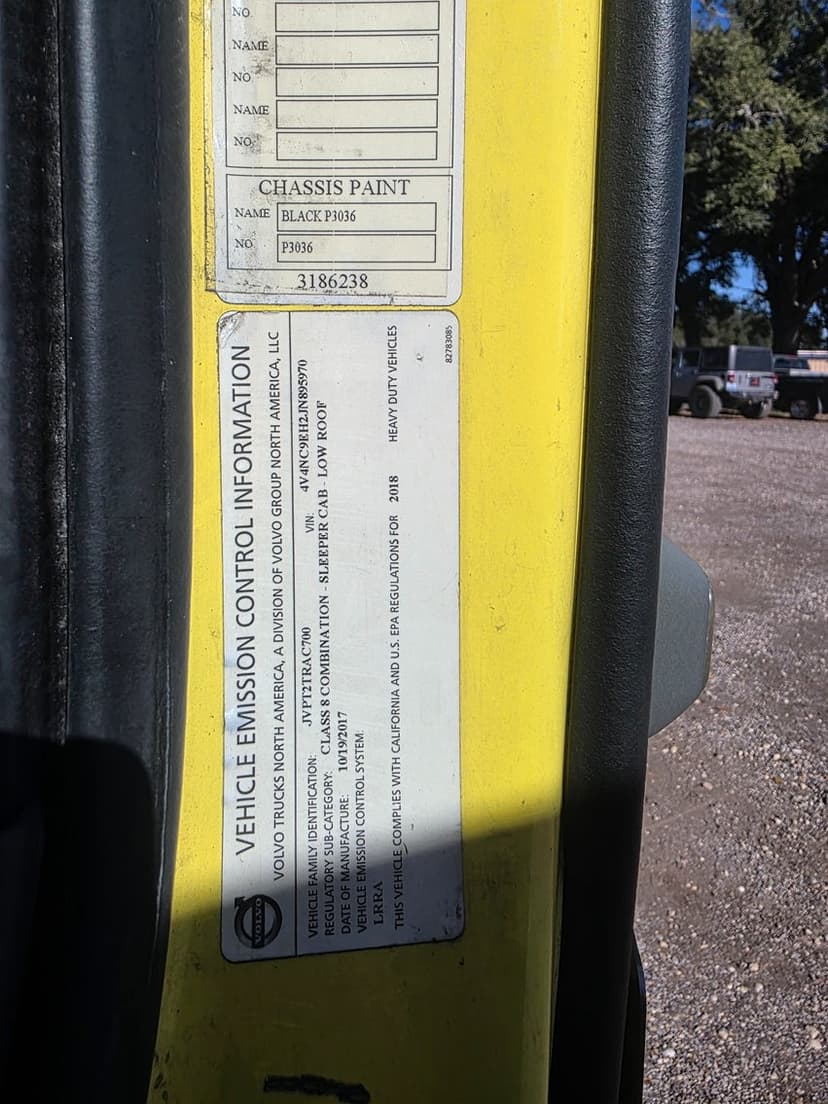 NO
NAME
NO
NAME
NO.
CHASSIS PAINT
NAME BLACK P3036
NO P3036
3186238
VEHICLE EMISSION CONTROL INFORMATION
VOLVO TRUCKS NORTH AMERICA, A DIVISION OF VOLVO GROUP NORTH AMERICA, LLC
VOLVO
VEHICLE FAMILY IDENTIFICATION: JVPT2TRAC700 VIN: 4V4NC9EH2JN895970
REGULATORY SUB-CATEGORY: CLASS 8 COMBINATION - SLEEPER CAB - LOW ROOF
DATE OF MANUFACTURE: 10/19/2017
VEHICLE EMISSION CONTROL SYSTEM:
LRRA
THIS VEHICLE COMPLIES WITH CALIFORNIA AND U.S. EPA REGULATIONS FOR 2018 HEAVY DUTY VEHICLES
82783085